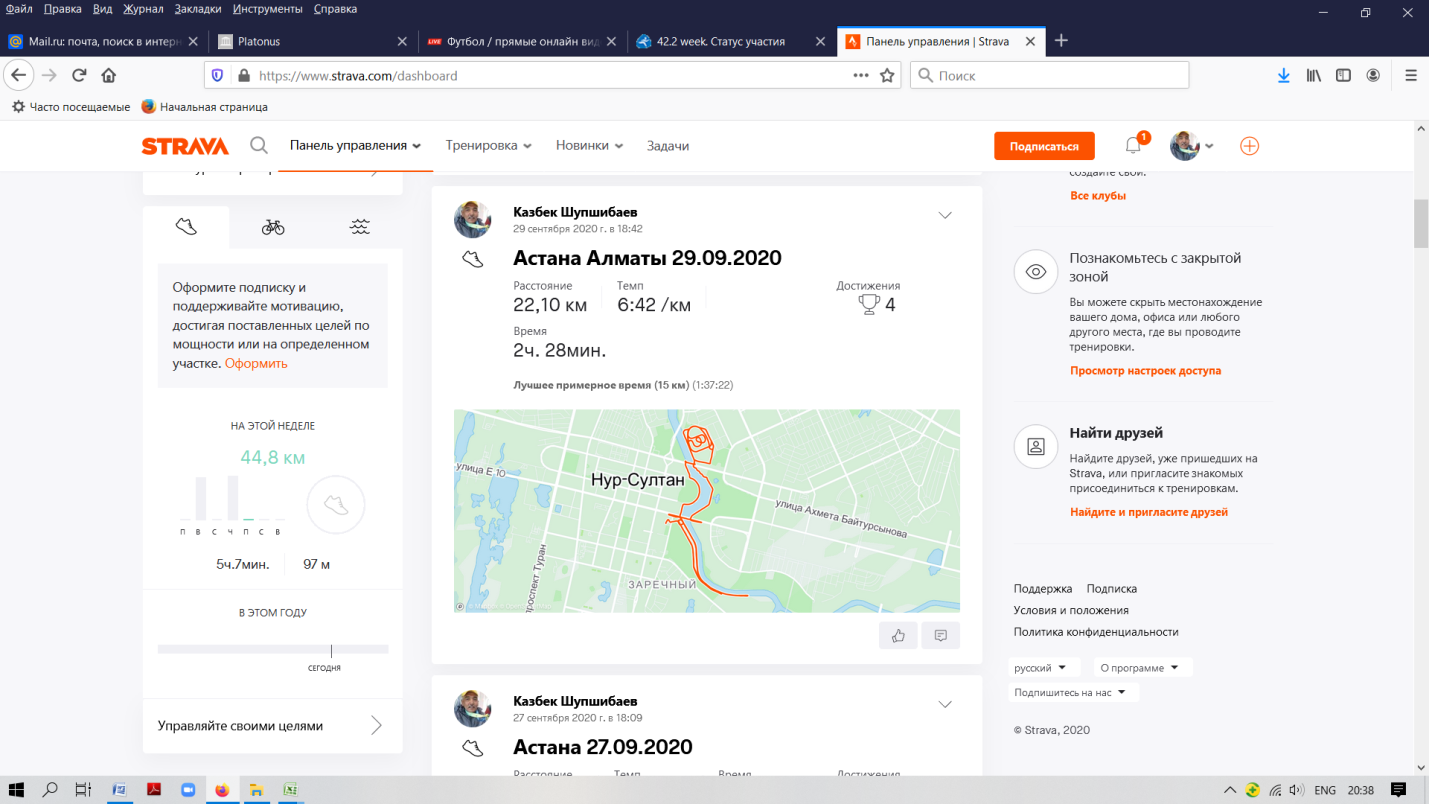 Файл Правка Вид Журнал Закладки Инструменты Справка
Mail.ru: почта, поиск в интерн
Platonus
LIVE Футбол / прямые онлайн вид
42.2 week. Статус участия
Панель управления | Strava
https://www.strava.com/dashboard
Поиск
Часто посещаемые
Начальная страница
STRAVA
Панель управления
Тренировка
Новинки
Задачи
Подписаться
1
Оформите подписку и
поддерживайте мотивацию,
достигая поставленных целей по
мощности или на определенном
участке. Оформить
НА ЭТОЙ НЕДЕЛЕ
44,8 км
П В С Ч П С В
5ч.7мин. 97 м
В ЭТОМ ГОДУ
СЕГОДНЯ
Управляйте своими целями
Казбек Шупшибаев
29 сентября 2020 г. в 18:42
Астана Алматы 29.09.2020
Расстояние Темп Достижения
22,10 км 6:42 /км 4
Время
2ч. 28мин.
Лучшее примерное время (15 км) (1:37:22)
улица Е 10
Нур-Султан
улица Ахмета Байтурсынова
проспект Туран
ЗАРЕЧНЫЙ
Казбек Шупшибаев
27 сентября 2020 г. в 18:09
Астана 27.09.2020
Расстояние Темп Время Достижения
создайте свой.
Все клубы
Познакомьтесь с закрытой
зоной
Вы можете скрыть местонахождение
вашего дома, офиса или любого
другого места, где вы проводите
тренировки.
Просмотр настроек доступа
Найти друзей
Найдите друзей, уже пришедших на
Strava, или пригласите знакомых
присоединиться к тренировкам.
Найдите и пригласите друзей
Поддержка Подписка
Условия и положения
Политика конфиденциальности
русский
О программе
Подпишитесь на нас
© Strava, 2020
ENG 20:38